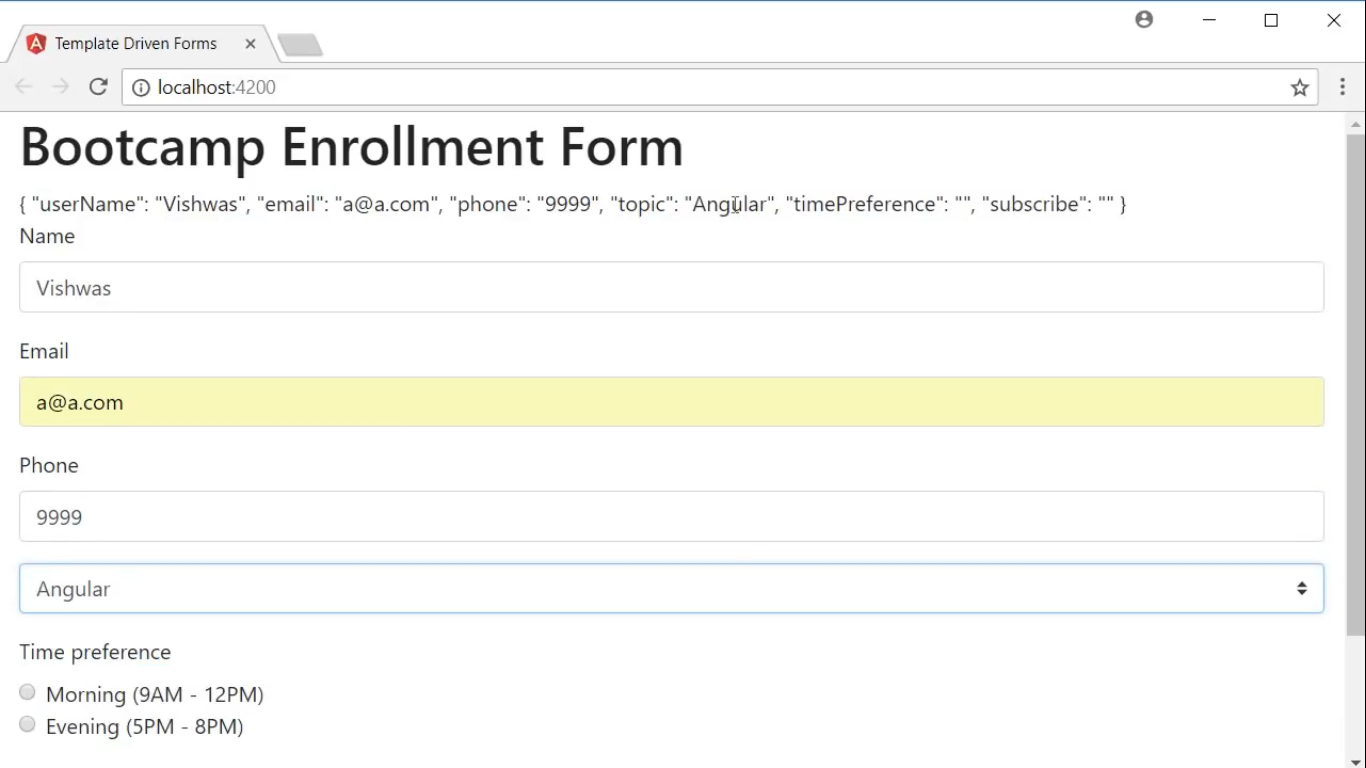 Template Driven Forms
localhost:4200
Bootcamp Enrollment Form
{ "userName": "Vishwas", "email": "a@a.com", "phone": "9999", "topic": "Angular", "timePreference": "", "subscribe": "" }
Name
Vishwas
Email
a@a.com
Phone
9999
Angular
Time preference
Morning (9AM - 12PM)
Evening (5PM - 8PM)